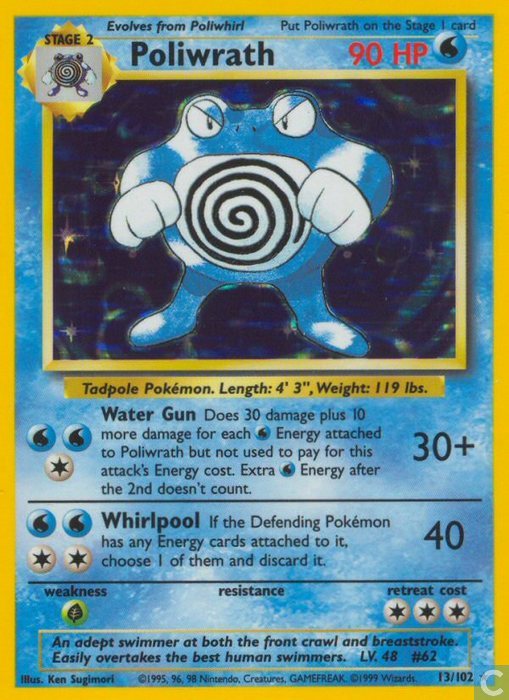 Evolves from Poliwhirl Put Poliwrath on the Stage 1 card
STAGE 2
Poliwrath 90 HP
Tadpole Pokémon. Length: 4' 3", Weight: 119 lbs.
Water Gun Does 30 damage plus 10
more damage for each Energy attached
to Poliwrath but not used to pay for this
attack's Energy cost. Extra Energy after
the 2nd doesn't count.
30+
Whirlpool If the Defending Pokémon
has any Energy cards attached to it,
choose 1 of them and discard it.
40
weakness resistance retreat cost
An adept swimmer at both the front crawl and breaststroke.
Easily overtakes the best human swimmers. LV. 48 #62
Illus. Ken Sugimori ©1995, 96, 98 Nintendo, Creatures, GAMEFREAK. ©1999 Wizards. 13/102
C